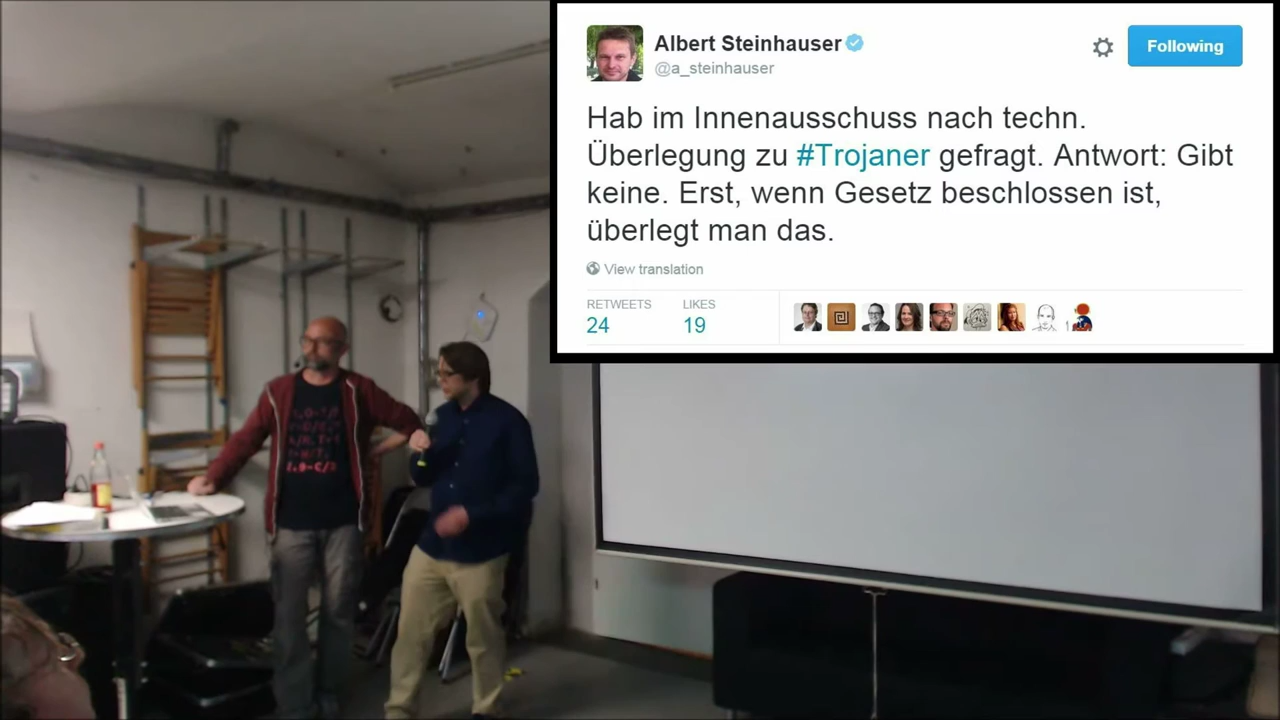 Albert Steinhauser
@a_steinhauser
Following
Hab im Innenausschuss nach techn.
Überlegung zu #Trojaner gefragt. Antwort: Gibt
keine. Erst, wenn Gesetz beschlossen ist,
überlegt man das.
View translation
RETWEETS LIKES
24 19